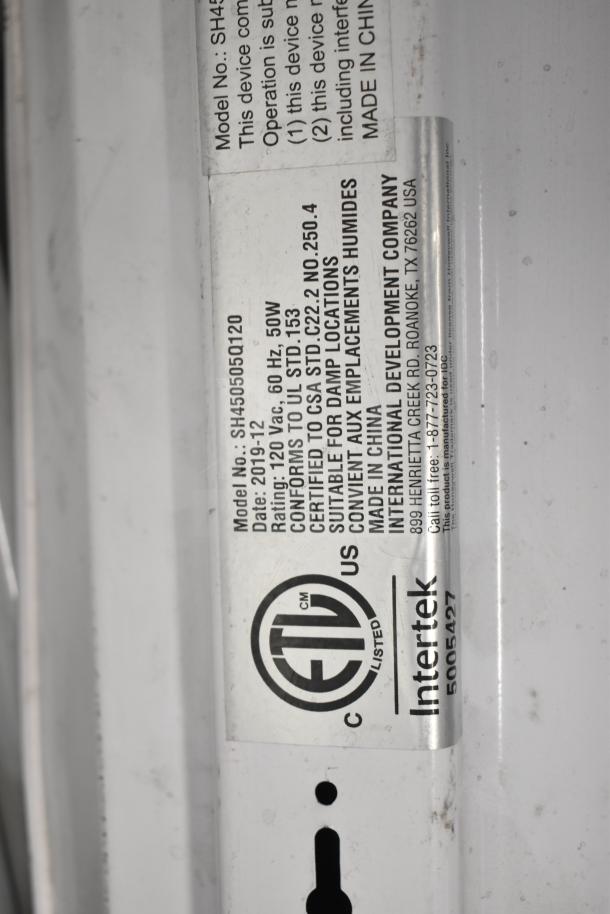 Model No.: SH45
This device com
Operation is sub
(1) this device n
(2) this device r
including interfe
MADE IN CHIN
Model No.: SH4505050Q120
Date: 2019-12
Rating: 120 Vac, 60 Hz, 50W
CONFORMS TO UL STD.153
CERTIFIED TO CSA STD.C22.2 NO.250.4
SUITABLE FOR DAMP LOCATIONS
CONVIENT AUX EMPLACEMENTS HUMIDES
MADE IN CHINA
INTERNATIONAL DEVELOPMENT COMPANY
899 HENRIETTA CREEK RD. ROANOKE, TX 76262 USA
Call toll free: 1-877-723-0723
This product is manufactured for IDC
ETL CM
LISTED
C US
Intertek
5005427